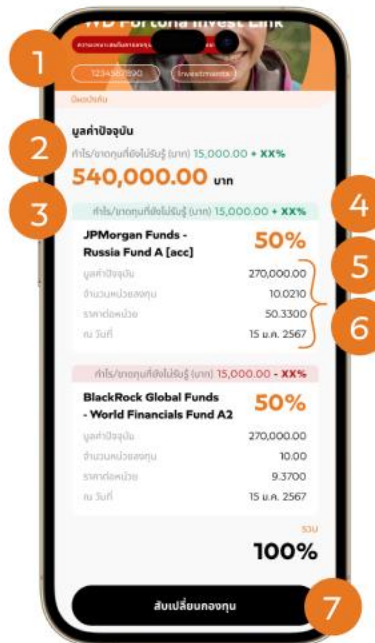 WD Fortuna Invest Link
1
1234567890
Investments
มีผลบังคับ
มูลค่าปัจจุบัน
2
กำไร/ขาดทุนที่ยังไม่รับรู้ (บาท) 15,000.00 + XX%
540,000.00 บาท
3
กำไร/ขาดทุนที่ยังไม่รับรู้ (บาท) 15,000.00 + XX%
4
JPMorgan Funds -
Russia Fund A [acc]
50%
5
มูลค่าปัจจุบัน 270,000.00
จำนวนหน่วยลงทุน 10.0210
6
ราคาต่อหน่วย 50.3300
ณ วันที่ 15 ม.ค. 2567
กำไร/ขาดทุนที่ยังไม่รับรู้ (บาท) 15,000.00 - XX%
BlackRock Global Funds
- World Financials Fund A2
50%
มูลค่าปัจจุบัน 270,000.00
จำนวนหน่วยลงทุน 10.00
ราคาต่อหน่วย 9.3700
ณ วันที่ 15 ม.ค. 2567
รวม
100%
สับเปลี่ยนกองทุน
7